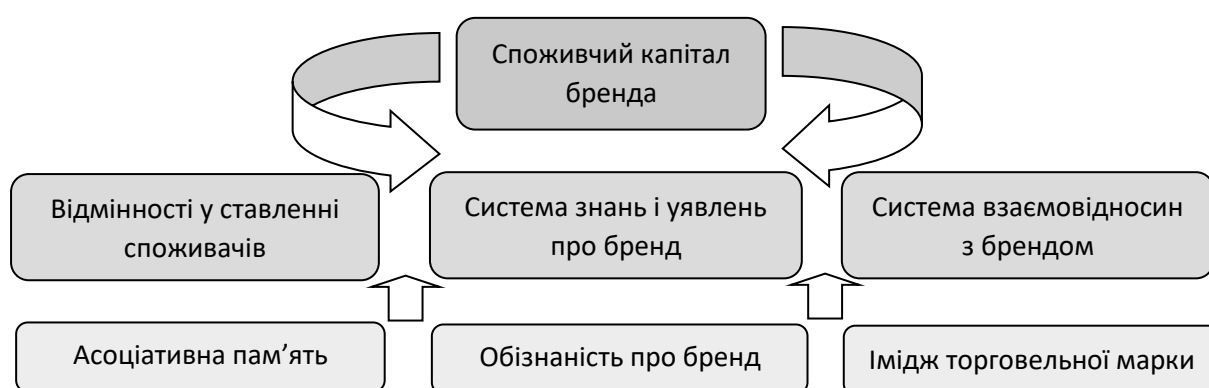 Споживчий капітал
бренда
Відмінності у ставленні
споживачів
Система знань і уявлень
про бренд
Система взаємовідносин
з брендом
Асоціативна пам’ять
Обізнаність про бренд
Імідж торговельної марки